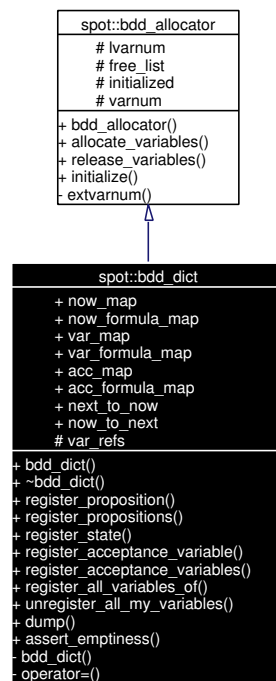 spot::bdd_allocator
# lvarnum
# free_list
# initialized
# varnum
+ bdd_allocator()
+ allocate_variables()
+ release_variables()
+ initialize()
- extvarnum()
spot::bdd_dict
+ now_map
+ now_formula_map
+ var_map
+ var_formula_map
+ acc_map
+ acc_formula_map
+ next_to_now
+ now_to_next
# var_refs
+ bdd_dict()
+ ~bdd_dict()
+ register_proposition()
+ register_propositions()
+ register_state()
+ register_acceptance_variable()
+ register_acceptance_variables()
+ register_all_variables_of()
+ unregister_all_my_variables()
+ dump()
+ assert_emptiness()
- bdd_dict()
- operator=()